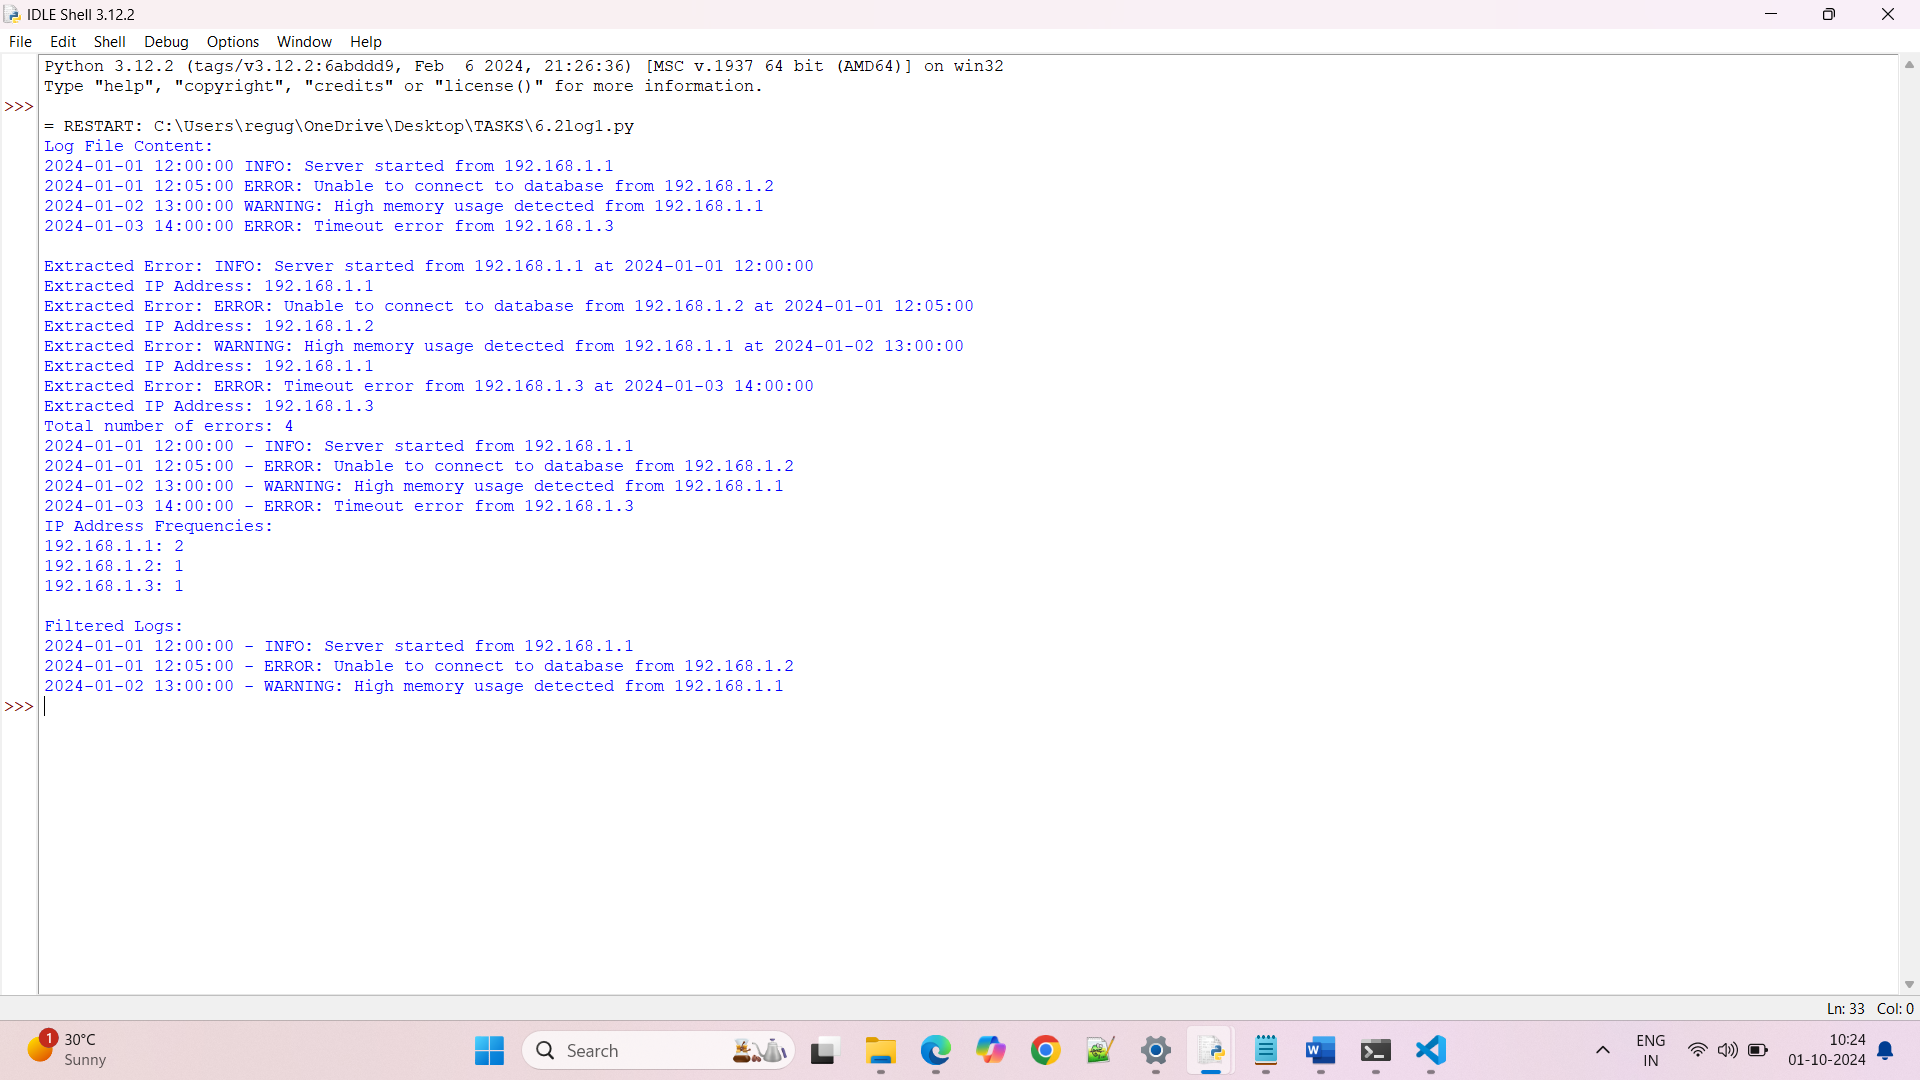 IDLE Shell 3.12.2
File Edit Shell Debug Options Window Help
Python 3.12.2 (tags/v3.12.2:6abddd9, Feb  6 2024, 21:26:36) [MSC v.1937 64 bit (AMD64)] on win32
Type "help", "copyright", "credits" or "license()" for more information.
>>>
= RESTART: C:\Users\regug\OneDrive\Desktop\TASKS\6.2log1.py
Log File Content:
2024-01-01 12:00:00 INFO: Server started from 192.168.1.1
2024-01-01 12:05:00 ERROR: Unable to connect to database from 192.168.1.2
2024-01-02 13:00:00 WARNING: High memory usage detected from 192.168.1.1
2024-01-03 14:00:00 ERROR: Timeout error from 192.168.1.3
Extracted Error: INFO: Server started from 192.168.1.1 at 2024-01-01 12:00:00
Extracted IP Address: 192.168.1.1
Extracted Error: ERROR: Unable to connect to database from 192.168.1.2 at 2024-01-01 12:05:00
Extracted IP Address: 192.168.1.2
Extracted Error: WARNING: High memory usage detected from 192.168.1.1 at 2024-01-02 13:00:00
Extracted IP Address: 192.168.1.1
Extracted Error: ERROR: Timeout error from 192.168.1.3 at 2024-01-03 14:00:00
Extracted IP Address: 192.168.1.3
Total number of errors: 4
2024-01-01 12:00:00 - INFO: Server started from 192.168.1.1
2024-01-01 12:05:00 - ERROR: Unable to connect to database from 192.168.1.2
2024-01-02 13:00:00 - WARNING: High memory usage detected from 192.168.1.1
2024-01-03 14:00:00 - ERROR: Timeout error from 192.168.1.3
IP Address Frequencies:
192.168.1.1: 2
192.168.1.2: 1
192.168.1.3: 1
Filtered Logs:
2024-01-01 12:00:00 - INFO: Server started from 192.168.1.1
2024-01-01 12:05:00 - ERROR: Unable to connect to database from 192.168.1.2
2024-01-02 13:00:00 - WARNING: High memory usage detected from 192.168.1.1
>>>
Ln: 33 Col: 0
1
30°C
Sunny
Search
W
ENG
IN
10:24
01-10-2024